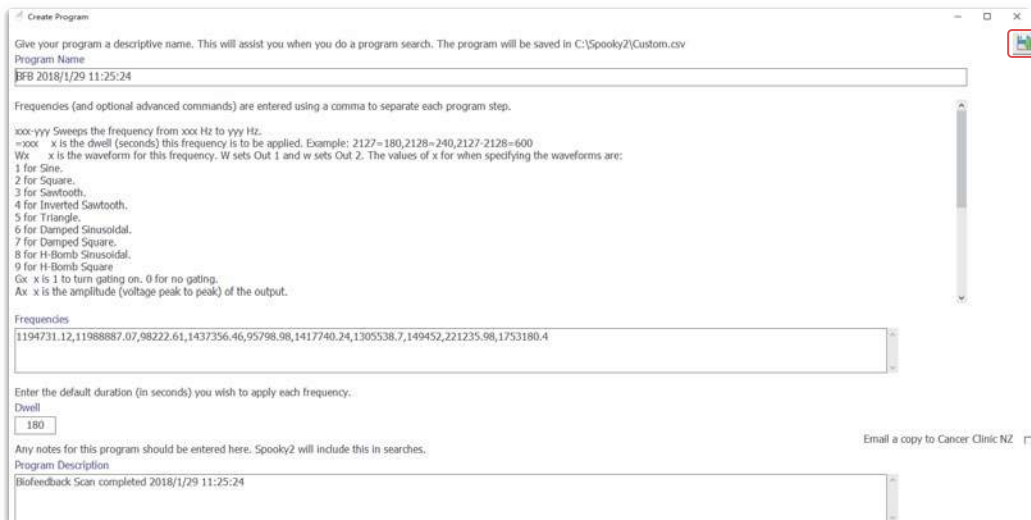 Create Program
Give your program a descriptive name. This will assist you when you do a program search. The program will be saved in C:\Spooky2\Custom.csv
Program Name
BFB 2018/1/29 11:25:24
Frequencies (and optional advanced commands) are entered using a comma to separate each program step.
xxx-yyy Sweeps the frequency from xxx Hz to yyy Hz.
=xxx x is the dwell (seconds) this frequency is to be applied. Example: 2127=180,2128=240,2127-2128=600
Wx x is the waveform for this frequency. W sets Out 1 and w sets Out 2. The values of x for when specifying the waveforms are:
1 for Sine.
2 for Square.
3 for Sawtooth.
4 for Inverted Sawtooth.
5 for Triangle.
6 for Damped Sinusoidal.
7 for Damped Square.
8 for H-Bomb Sinusoidal.
9 for H-Bomb Square
Gx x is 1 to turn gating on. 0 for no gating.
Ax x is the amplitude (voltage peak to peak) of the output.
Frequencies
1194731.12,11988887.07,98222.61,1437356.46,95798.98,1417740.24,1305538.7,149452,221235.98,1753180.4
Enter the default duration (in seconds) you wish to apply each frequency.
Dwell
180
Email a copy to Cancer Clinic NZ
Any notes for this program should be entered here. Spooky2 will include this in searches.
Program Description
Biofeedback Scan completed 2018/1/29 11:25:24